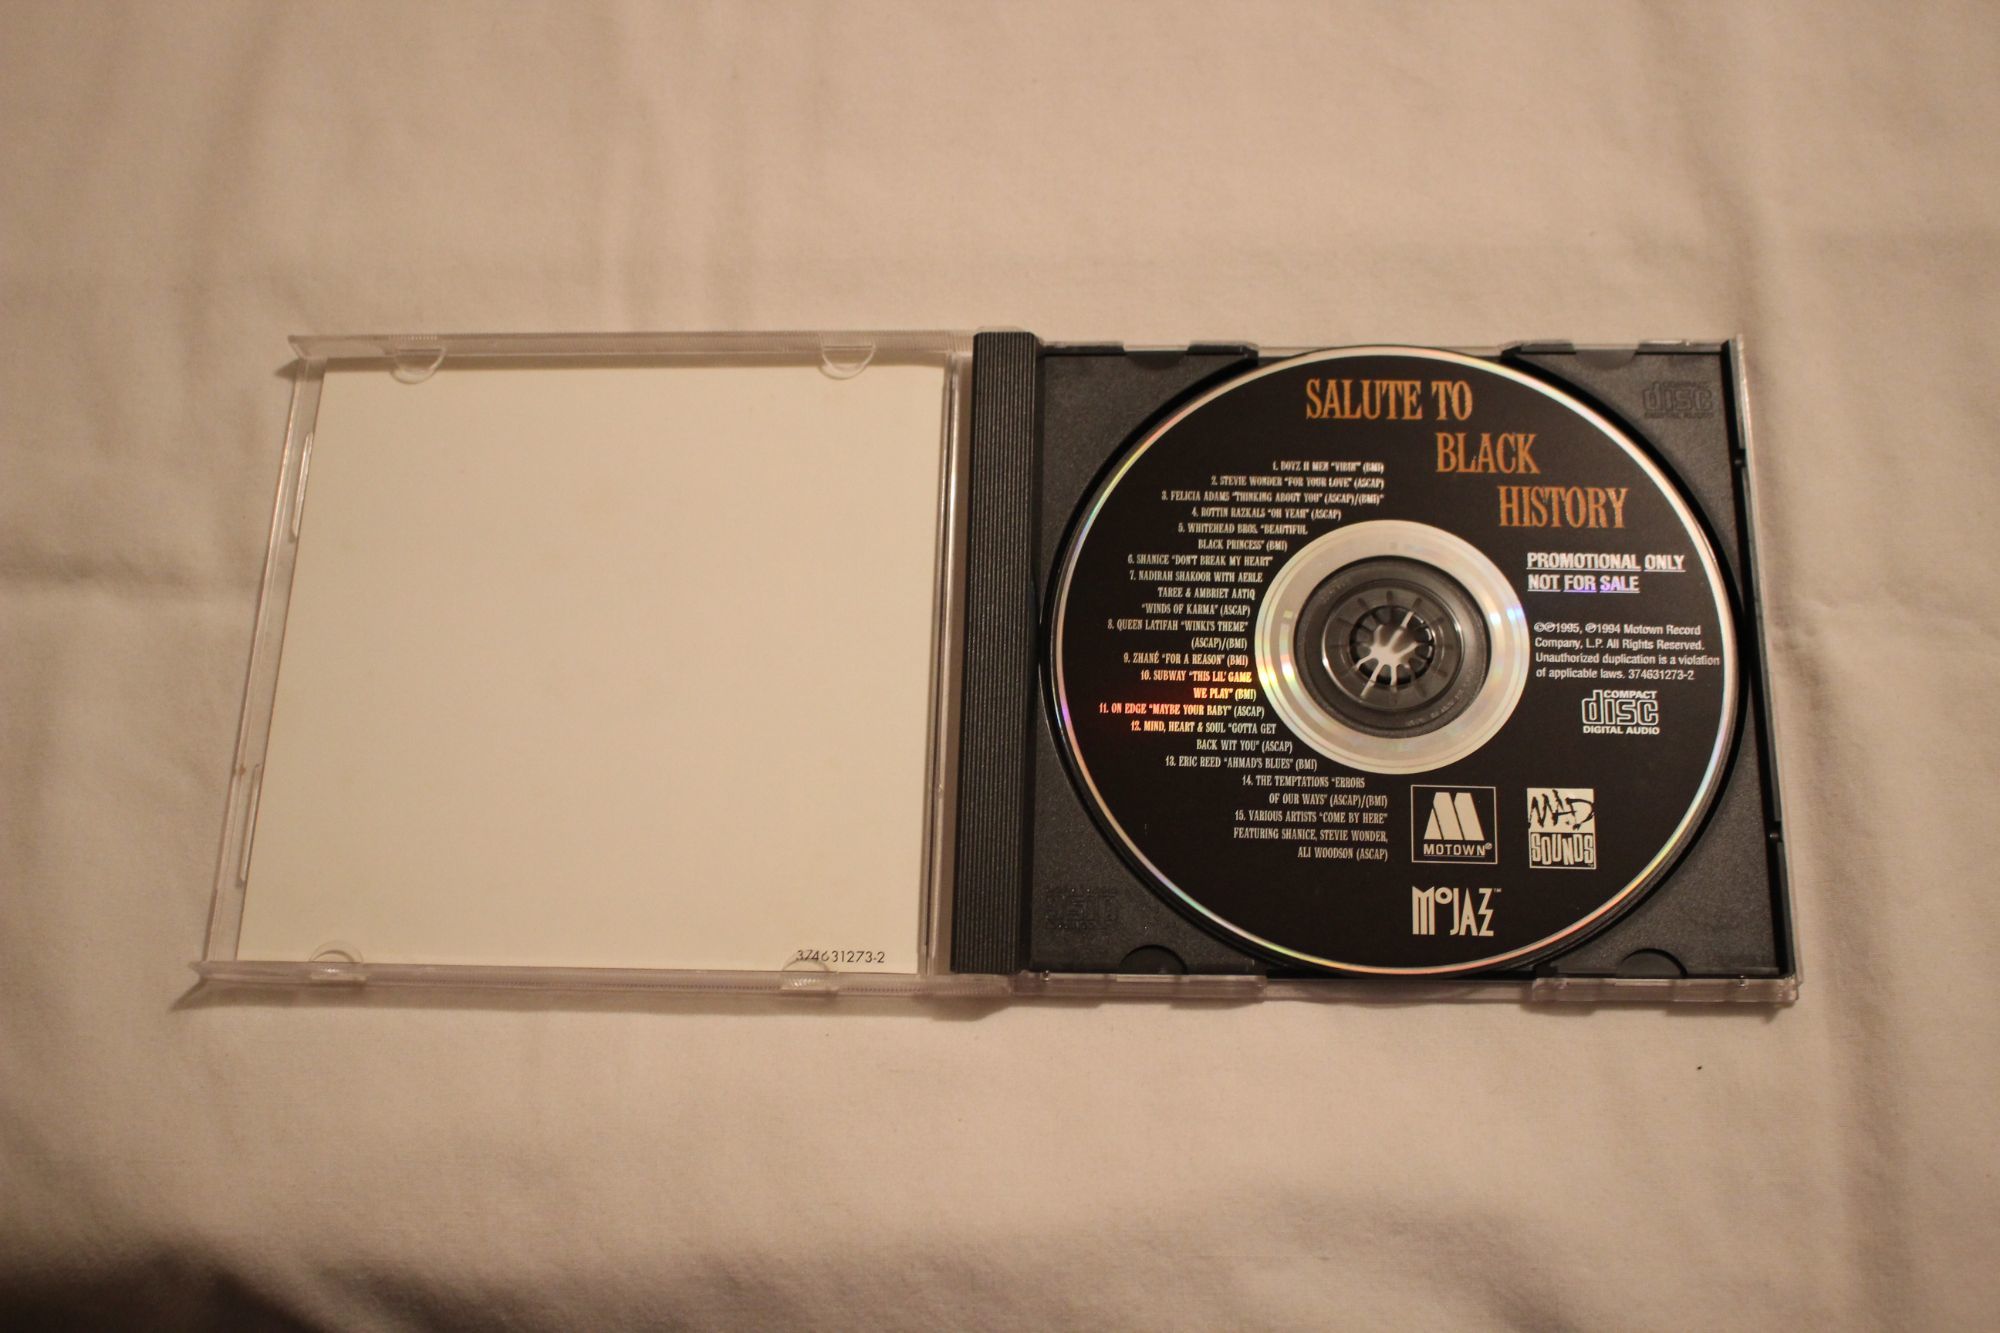 374631273-2
SALUTE TO
BLACK
HISTORY
1. BOYZ II MEN "VIBIN'" (BMI)
2. STEVIE WONDER "FOR YOUR LOVE" (ASCAP)
3. FELICIA ADAMS "THINKING ABOUT YOU" (ASCAP)/(BMI)"
4. ROTTIN RAZKALS "OH YEAH" (ASCAP)
5. WHITEHEAD BROS. "BEAUTIFUL
BLACK PRINCESS" (BMI)
6. SHANICE "DON'T BREAK MY HEART"
7. NADIRAH SHAKOOR WITH AERLE
TAREE & AMBRIET AATIQ
"WINDS OF KARMA" (ASCAP)
8. QUEEN LATIFAH "WINKI'S THEME"
(ASCAP)/(BMI)
9. ZHANÉ "FOR A REASON" (BMI)
10. SUBWAY "THIS LIL' GAME
WE PLAY" (BMI)
11. ON EDGE "MAYBE YOUR BABY" (ASCAP)
12. MIND, HEART & SOUL "GOTTA GET
BACK WIT YOU" (ASCAP)
13. ERIC REED "AHMAD'S BLUES" (BMI)
14. THE TEMPTATIONS "ERRORS
OF OUR WAYS" (ASCAP)/(BMI)
15. VARIOUS ARTISTS "COME BY HERE"
FEATURING SHANICE, STEVIE WONDER,
ALI WOODSON (ASCAP)
PROMOTIONAL ONLY
NOT FOR SALE
©℗1995, ℗1994 Motown Record
Company, L.P. All Rights Reserved.
Unauthorized duplication is a violation
of applicable laws. 374631273-2
COMPACT
disc
DIGITAL AUDIO
MOTOWN®
MAD
SOUNDS
MoJAZZ™
COMPACT
disc
DIGITAL AUDIO